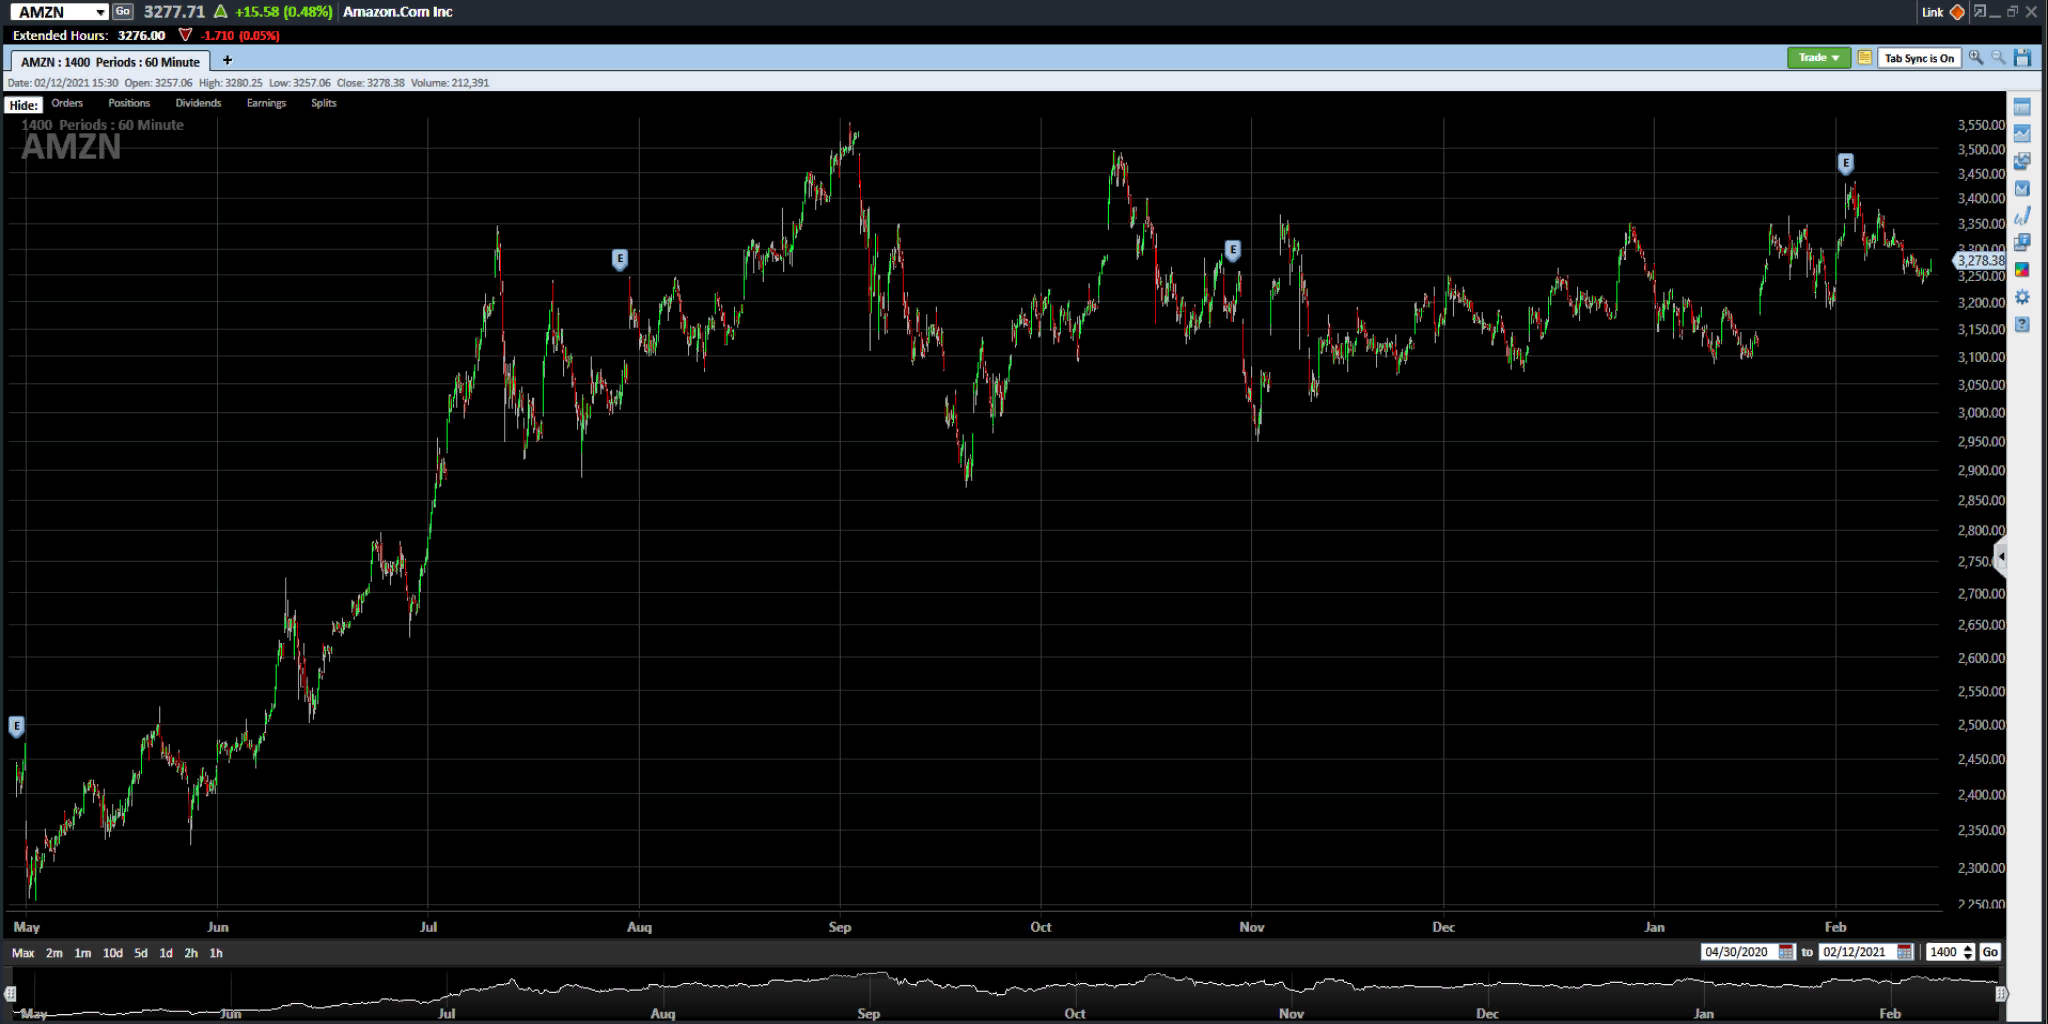 AMZN Go 3277.71 +15.58 (0.48%) Amazon.Com Inc Link
Extended Hours: 3276.00 -1.710 (0.05%)
AMZN : 1400 Periods : 60 Minute + Trade Tab Sync is On
Date: 02/12/2021 15:30 Open: 3257.06 High: 3280.25 Low: 3257.06 Close: 3278.38 Volume: 212,391
Hide: Orders Positions Dividends Earnings Splits
1400 Periods : 60 Minute
AMZN
3,550.00
3,500.00
3,450.00
3,400.00
3,350.00
3,300.00
3,278.38
3,250.00
3,200.00
3,150.00
3,100.00
3,050.00
3,000.00
2,950.00
2,900.00
2,850.00
2,800.00
2,750.
2,700.00
2,650.00
2,600.00
2,550.00
2,500.00
2,450.00
2,400.00
2,350.00
2,300.00
2,250.00
E
E
E
E
?
May Jun Jul Aug Sep Oct Nov Dec Jan Feb
Max 2m 1m 10d 5d 1d 2h 1h 04/30/2020 to 02/12/2021 1400 Go
May Jun Jul Aug Sep Oct Nov Dec Jan Feb